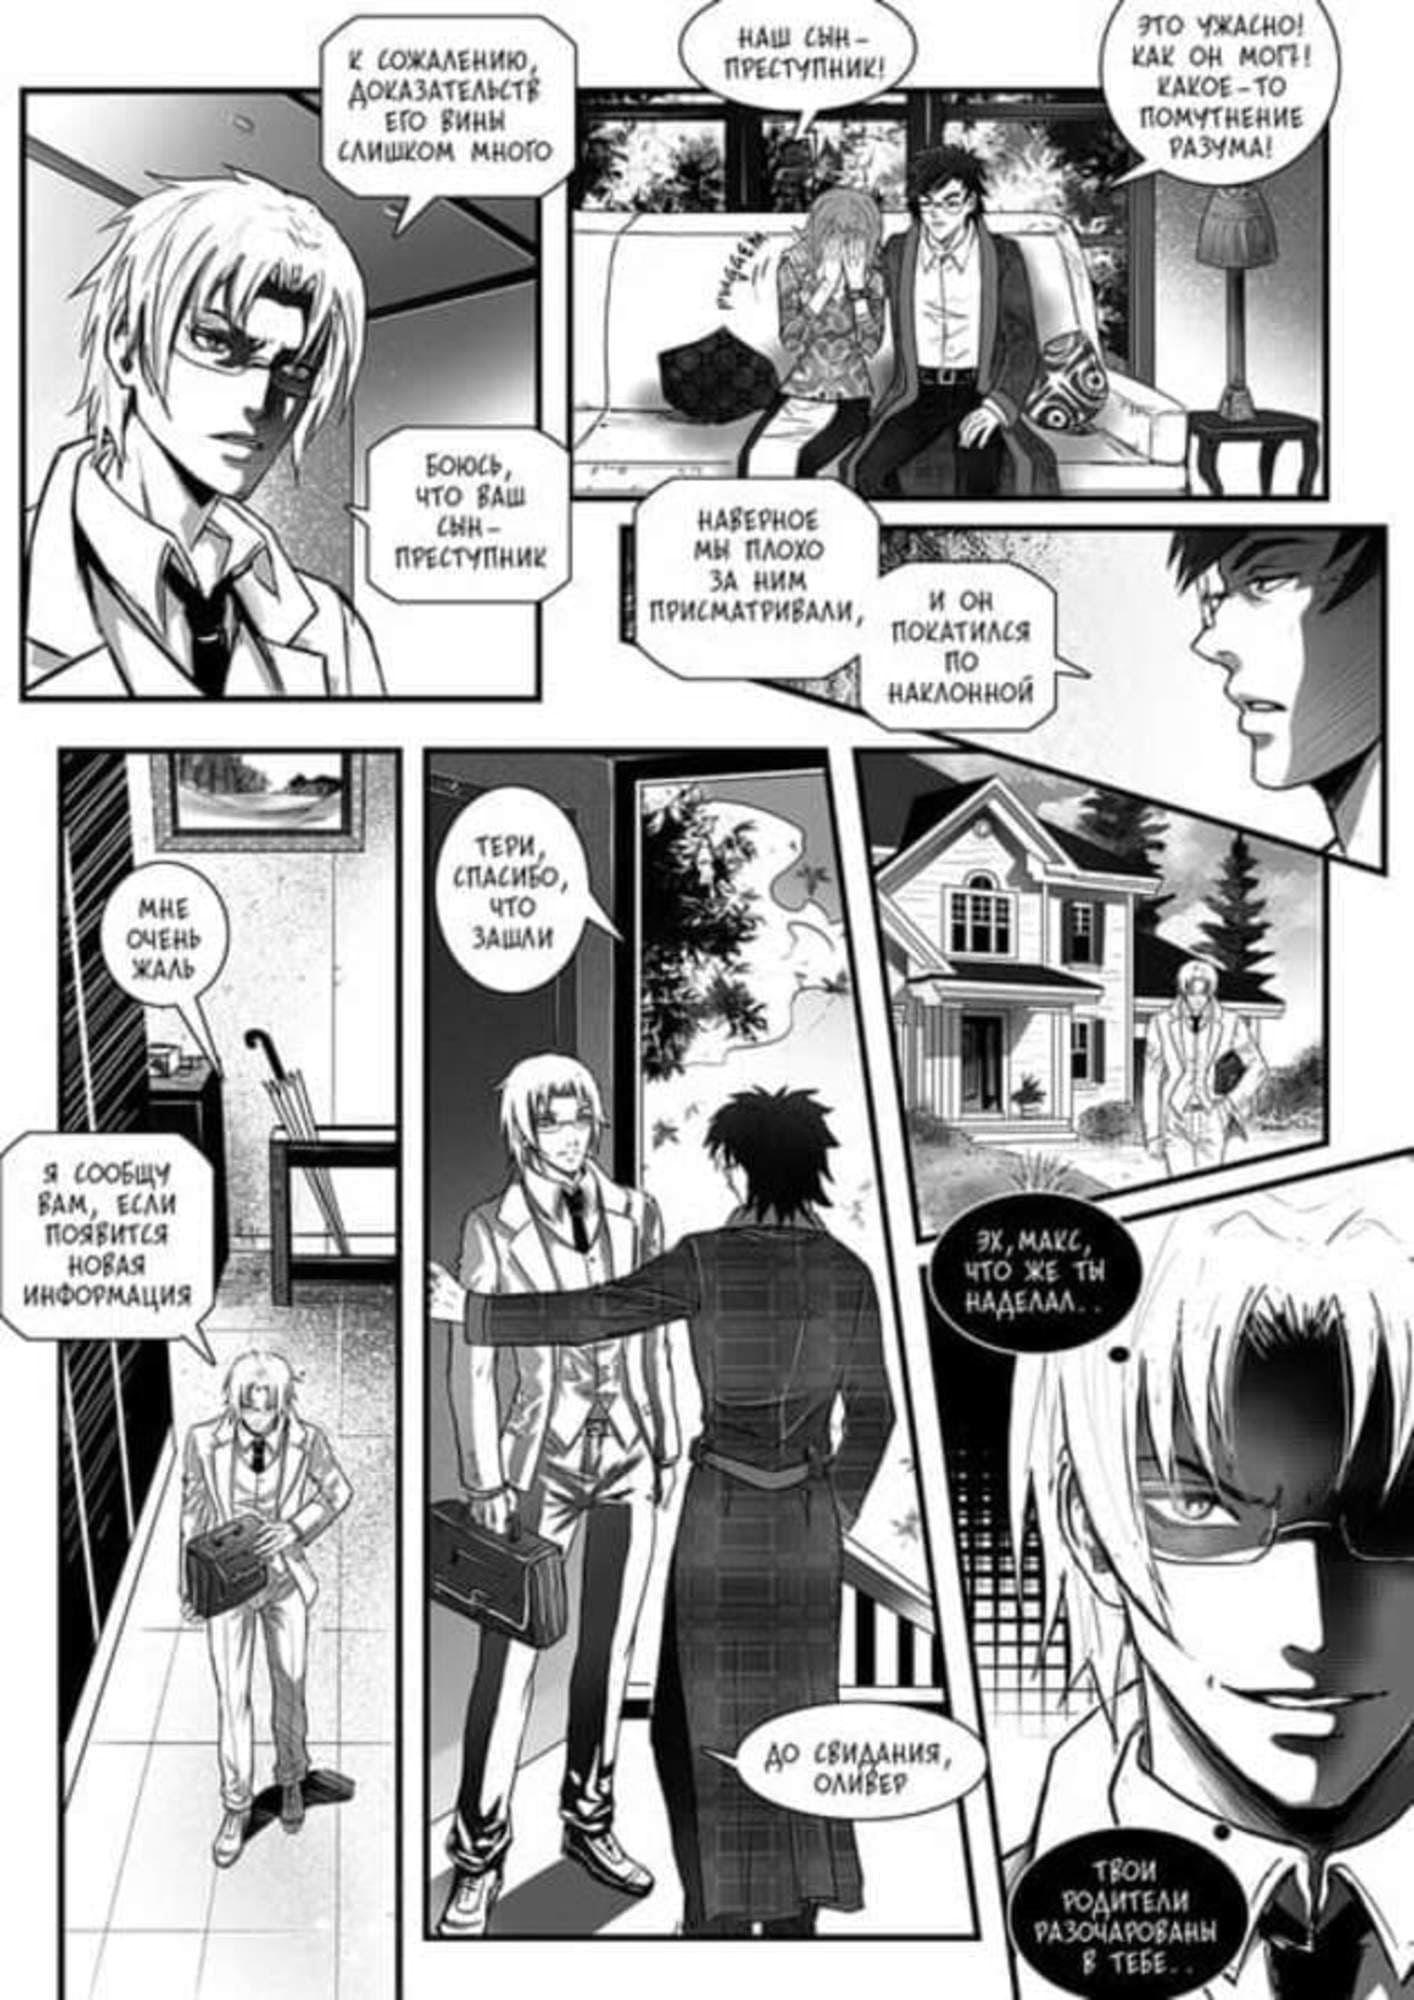 К СОЖАЛЕНИЮ,
ДОКАЗАТЕЛЬСТВ
ЕГО ВИНЫ
СЛИШКОМ МНОГО
БОЮСЬ,
ЧТО ВАШ
СЫН-
ПРЕСТУПНИК
НАШ СЫН-
ПРЕСТУПНИК!
ЭТО УЖАСНО!
КАК ОН МОГ?!
КАКОЕ-ТО
ПОМУТНЕНИЕ
РАЗУМА!
РЫДАЕМ
НАВЕРНОЕ
МЫ ПЛОХО
ЗА НИМ
ПРИСМАТРИВАЛИ,
И ОН
ПОКАТИЛСЯ
ПО
НАКЛОННОЙ
МНЕ
ОЧЕНЬ
ЖАЛЬ
Я СООБЩУ
ВАМ, ЕСЛИ
ПОЯВИТСЯ
НОВАЯ
ИНФОРМАЦИЯ
ТЕРИ,
СПАСИБО,
ЧТО
ЗАШЛИ
ДО СВИДАНИЯ,
ОЛИВЕР
ЭХ, МАКС,
ЧТО ЖЕ ТЫ
НАДЕЛАЛ..
ТВОИ
РОДИТЕЛИ
РАЗОЧАРОВАНЫ
В ТЕБЕ..